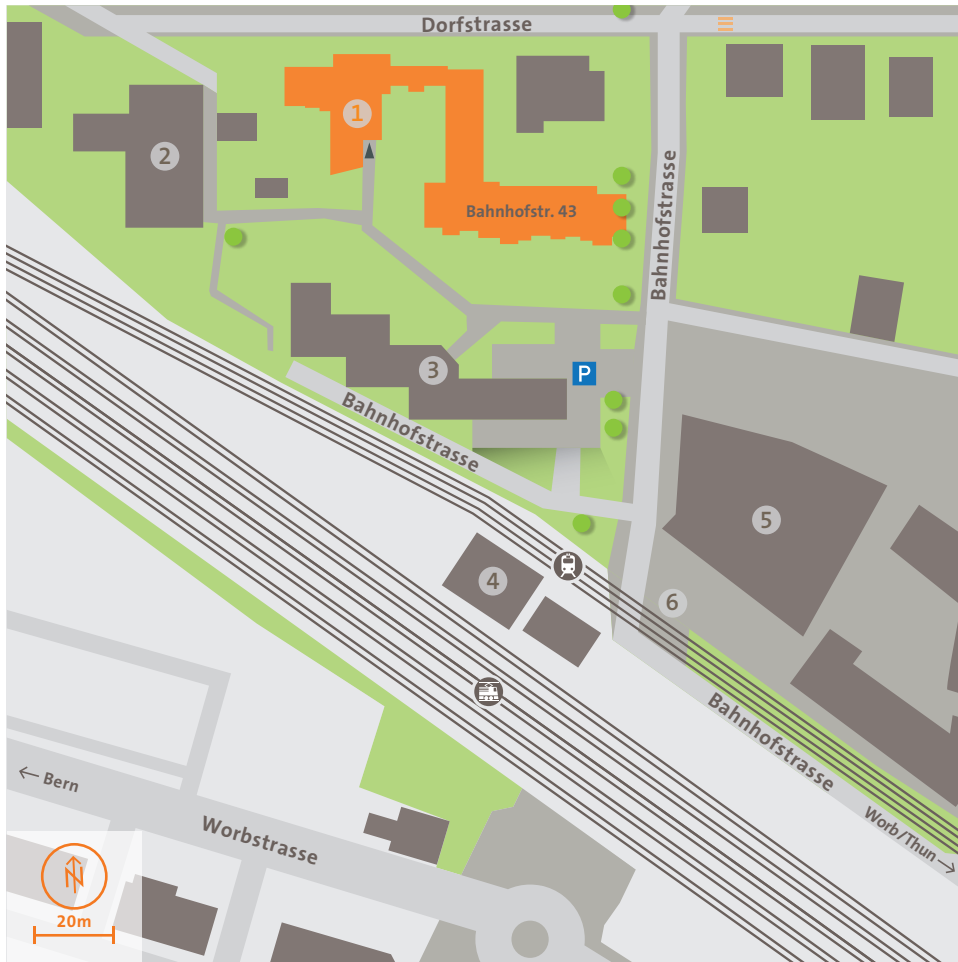 Dorfstrasse
1
2
Bahnhofstr. 43
Bahnhofstrasse
3
P
Bahnhofstrasse
5
4
6
Bahnhofstrasse
← Bern
Worbstrasse
Worb/Thun →
N
20m